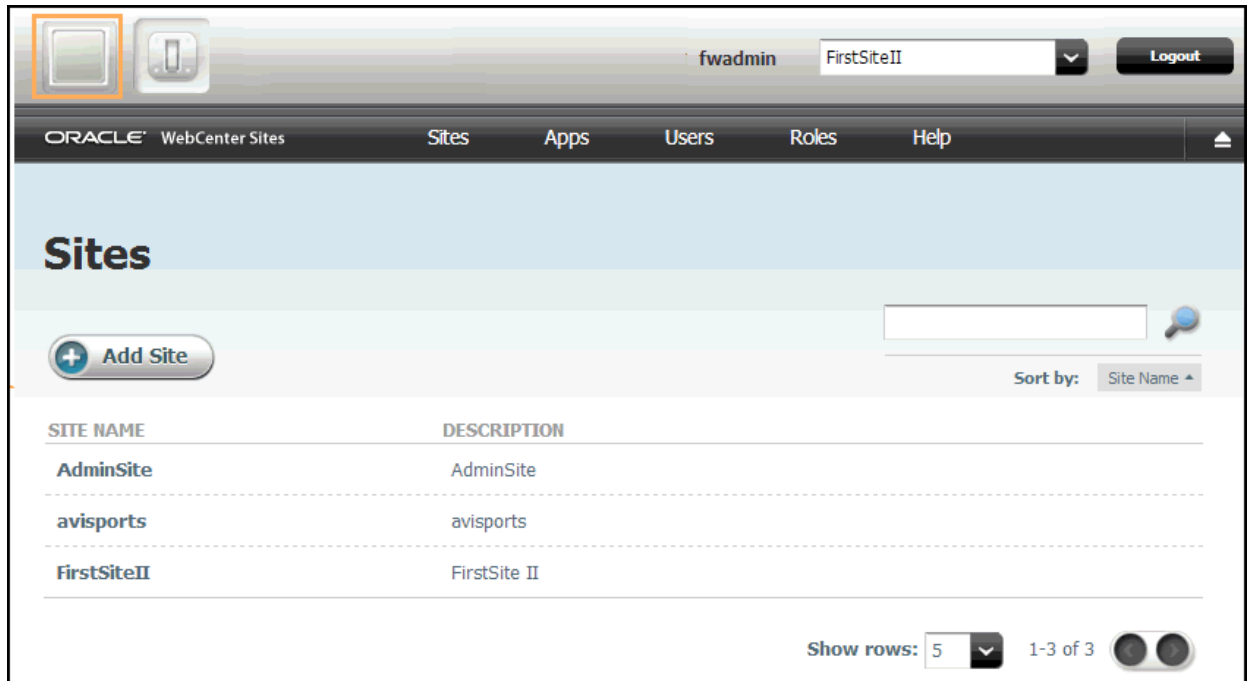 fwadmin FirstSiteII Logout
ORACLE WebCenter Sites Sites Apps Users Roles Help
Sites
Add Site
Sort by: Site Name
SITE NAME DESCRIPTION
AdminSite AdminSite
avisports avisports
FirstSiteII FirstSite II
Show rows: 5 1-3 of 3